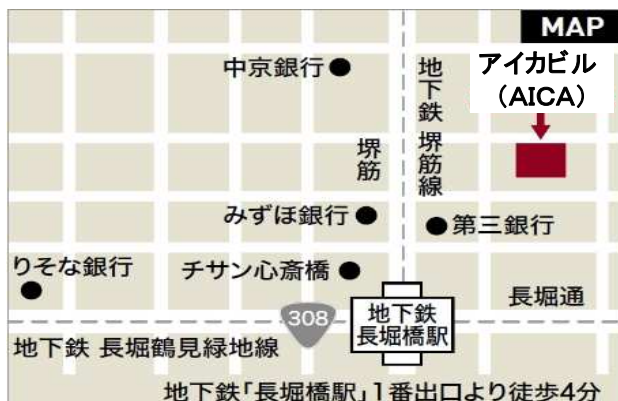 MAP
アイカビル
（AICA）
中京銀行
地下鉄 堺筋線
堺筋
みずほ銀行
第三銀行
りそな銀行
チサン心斎橋
長堀通
308
地下鉄
長堀橋駅
地下鉄 長堀鶴見緑地線
地下鉄「長堀橋駅」1番出口より徒歩4分